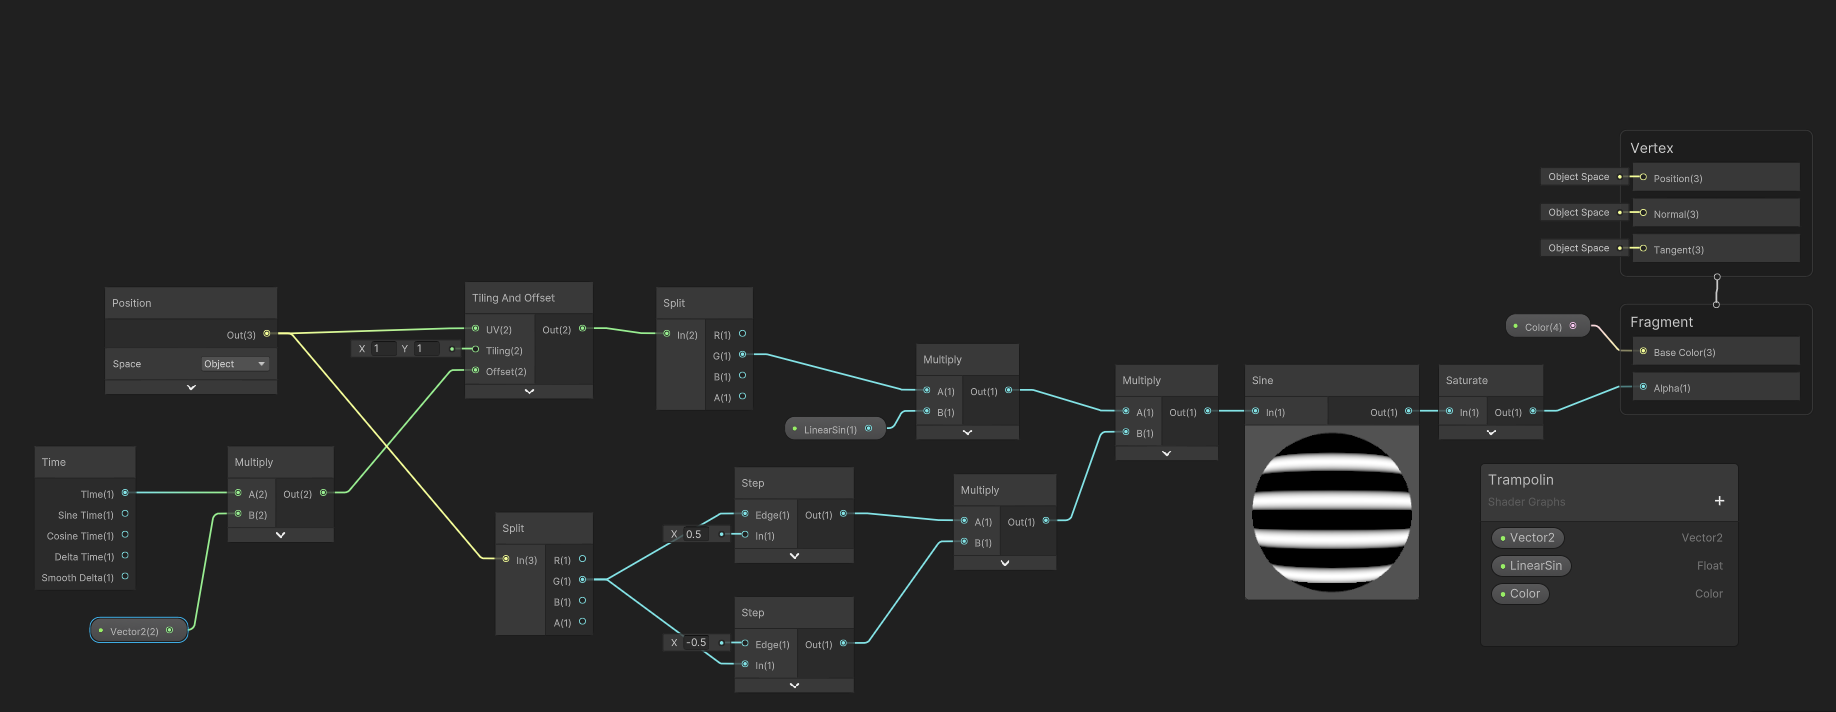 Vertex
Object Space
Position(3)
Object Space
Normal(3)
Object Space
Tangent(3)
Fragment
Color(4)
Base Color(3)
Alpha(1)
Position
Out(3)
Space
Object
Tiling And Offset
UV(2)
Out(2)
X 1 Y 1
Tiling(2)
Offset(2)
Split
In(2)
R(1)
G(1)
B(1)
A(1)
Multiply
A(1)
Out(1)
B(1)
LinearSin(1)
Multiply
A(1)
Out(1)
B(1)
Sine
In(1)
Out(1)
Saturate
In(1)
Out(1)
Time
Time(1)
Sine Time(1)
Cosine Time(1)
Delta Time(1)
Smooth Delta(1)
Multiply
A(2)
Out(2)
B(2)
Vector2(2)
Split
In(3)
R(1)
G(1)
B(1)
A(1)
Step
Edge(1)
Out(1)
X 0.5
In(1)
Step
X -0.5
Edge(1)
Out(1)
In(1)
Multiply
A(1)
Out(1)
B(1)
Trampolin
Shader Graphs
+
Vector2
Vector2
LinearSin
Float
Color
Color